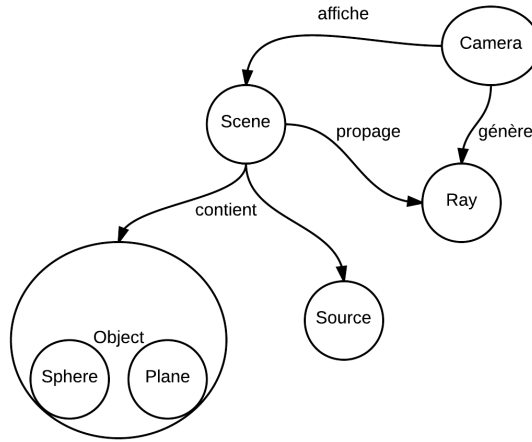 affiche
Camera
Scene
propage
génère
Ray
contient
Source
Object
Sphere
Plane